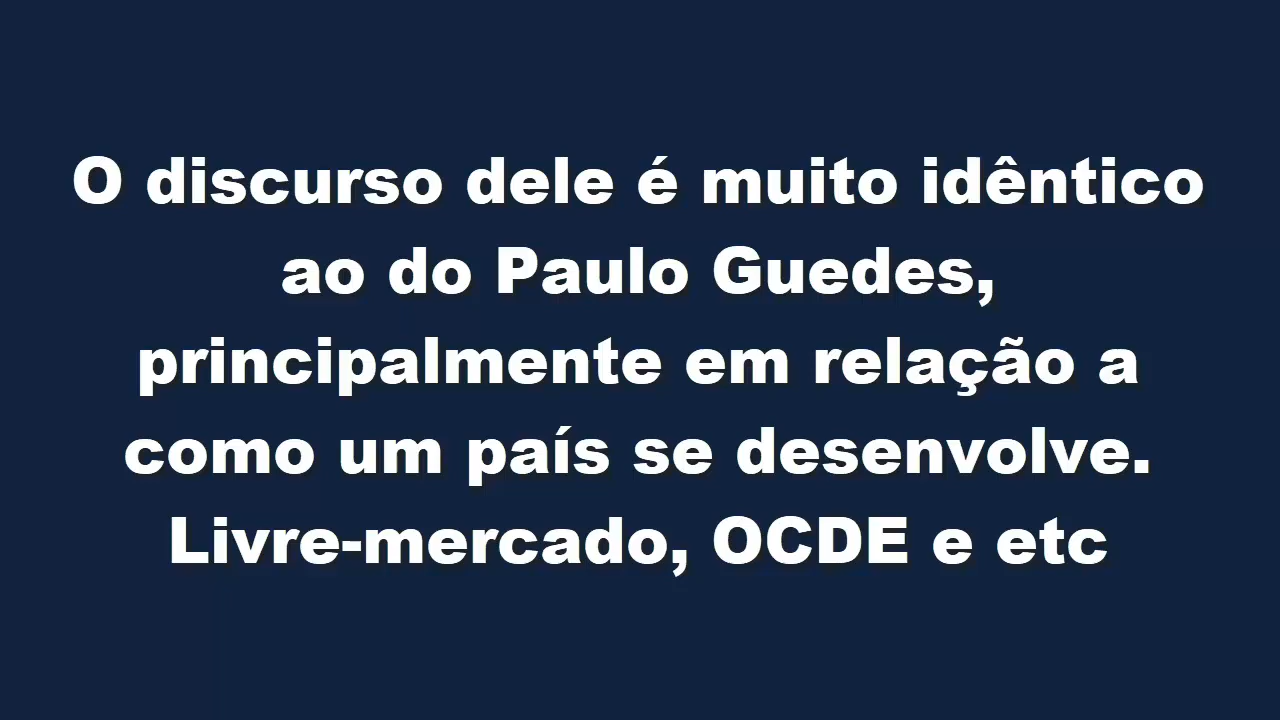 O discurso dele é muito idêntico
ao do Paulo Guedes,
principalmente em relação a
como um país se desenvolve.
Livre-mercado, OCDE e etc